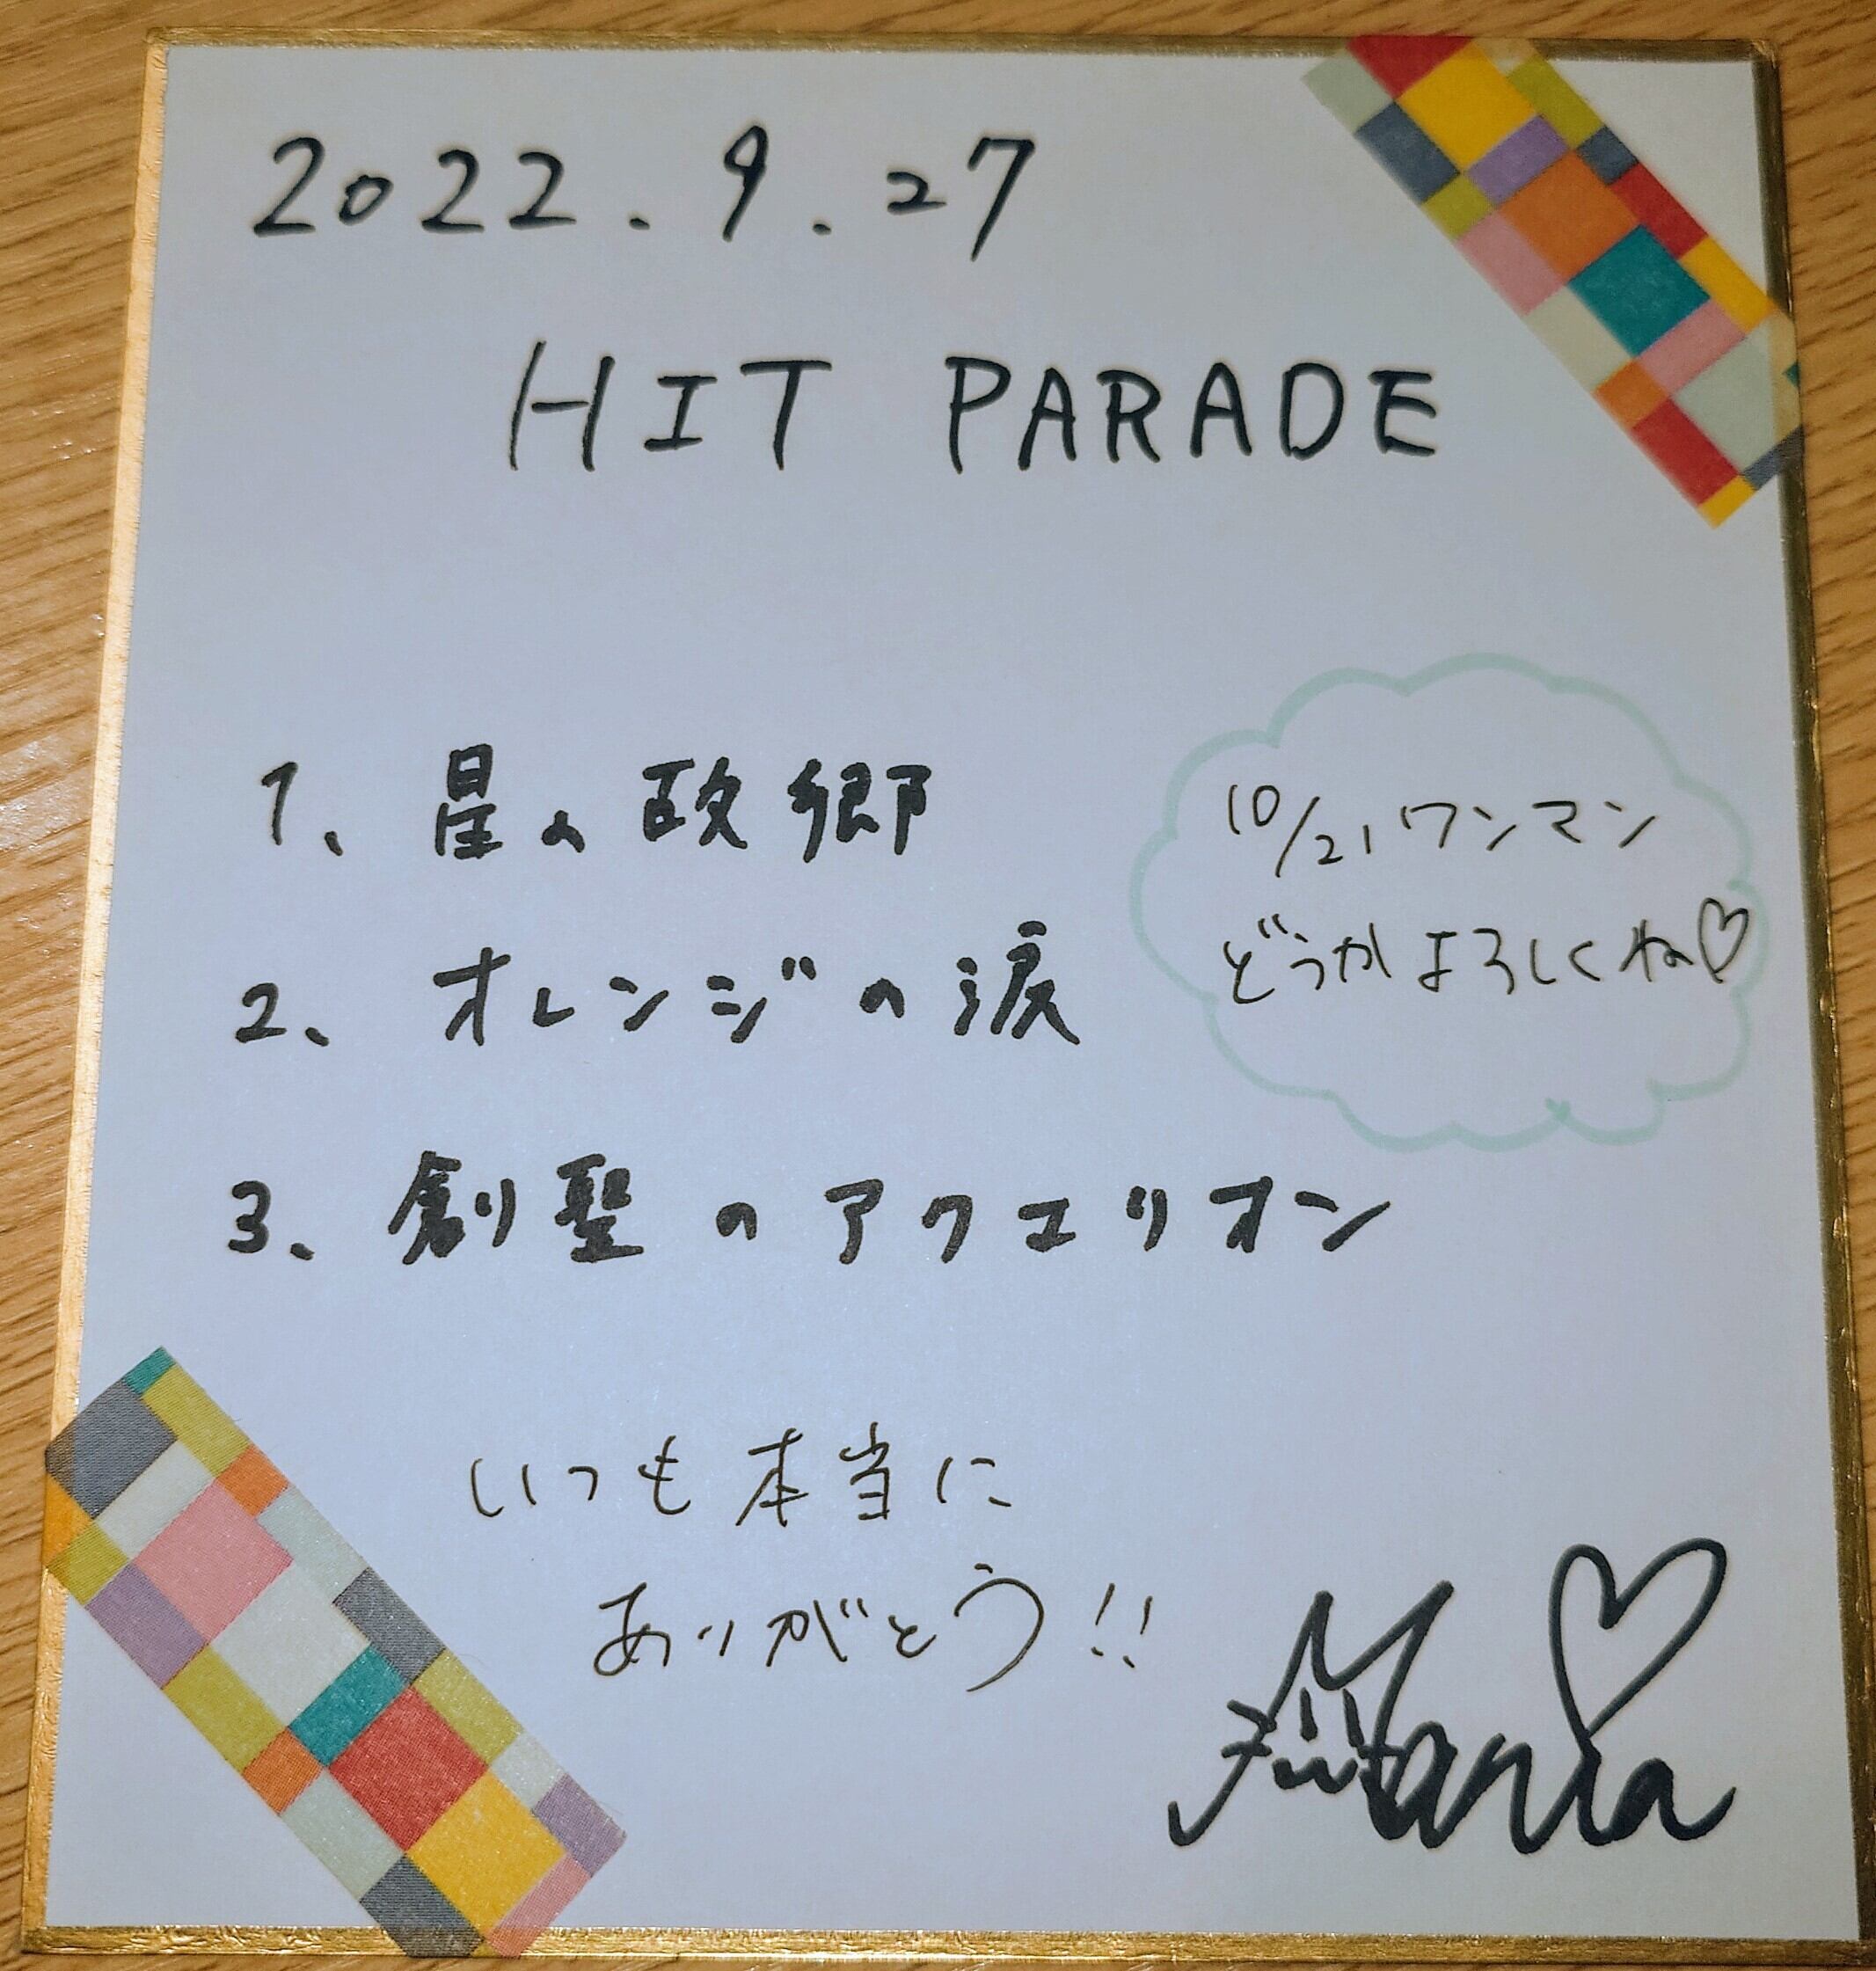 2022.9.27
HIT PARADE
1、星の故郷
10/21ワンマン
どうかよろしくね♡
2、オレンジの涙
3、創聖のアクエリオン
いつも本当に
ありがとう!!